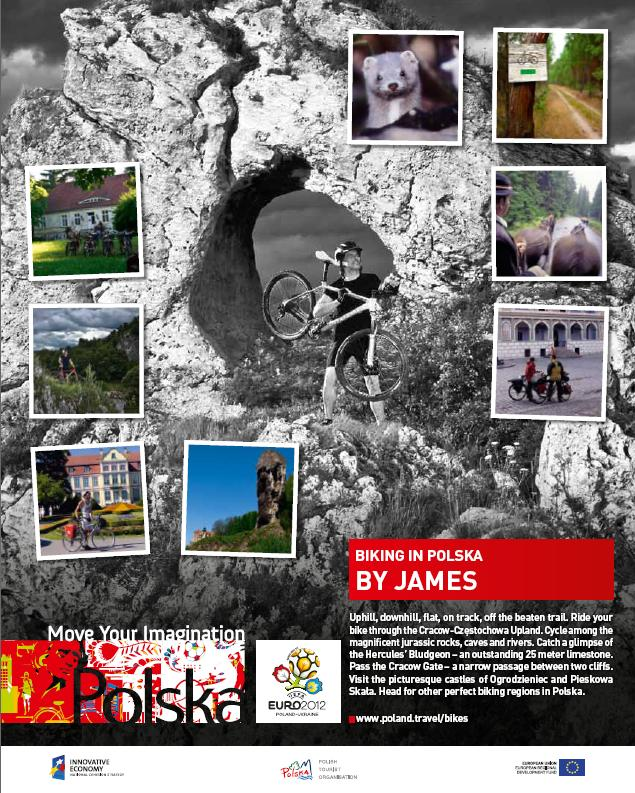 BIKING IN POLSKA
BY JAMES
Uphill, downhill, flat, on track, off the beaten trail. Ride your
bike through the Cracow-Częstochowa Upland. Cycle among the
magnificent jurassic rocks, caves and rivers. Catch a glimpse of
the Hercules' Bludgeon – an outstanding 25 meter limestone.
Pass the Cracow Gate – a narrow passage between two cliffs.
Visit the picturesque castles of Ogrodzieniec and Pieskowa
Skała. Head for other perfect biking regions in Polska.
www.poland.travel/bikes
Move Your Imagination
Polska
UEFA
EURO2012
POLAND-UKRAINE
INNOVATIVE
ECONOMY
NATIONAL COHESION STRATEGY
Polska
POLISH
TOURIST
ORGANISATION
EUROPEAN UNION
EUROPEAN REGIONAL
DEVELOPMENT FUND